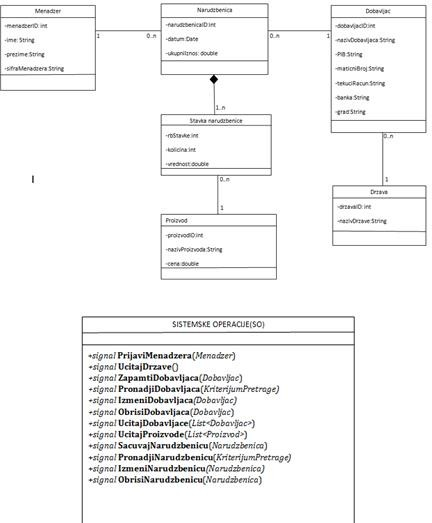 Menadzer
-menadzerID: int
-ime: String
-prezime: String
-sifraMenadzera:String
1
0..n
Narudzbenica
-narudzbenicaID:int
-datum:Date
-ukupniIznos: double
0..n
1
Dobavljac
-dobavljacID:int
-nazivDobavljaca:String
-PIB:String
-maticniBroj:String
-tekuciRacun:String
-banka:String
-grad:String
1..n
Stavka narudzbenice
-rbStavke:int
-kolicina:int
-vrednost:double
0..n
1
0..n
1
Drzava
-drzavaID:int
-nazivDrzave:String
Proizvod
-proizvodID:int
-nazivProizvoda:String
-cena:double
SISTEMSKE OPERACIJE(SO)
+signal PrijaviMenadzera(Menadzer)
+signal UcitajDrzave()
+signal ZapamtiDobavljaca(Dobavljac)
+signal PronadjiDobavljaca(KriterijumPretrage)
+signal IzmeniDobavljaca(Dobavljac)
+signal ObrisiDobavljaca(Dobavljac)
+signal UcitajDobavljace(List<Dobavljac>)
+signal UcitajProizvode(List<Proizvod>)
+signal SacuvajNarudzbenicu(Narudzbenica)
+signal PronadjiNarudzbenicu(KriterijumPretrage)
+signal IzmeniNarudzbenicu(Narudzbenica)
+signal ObrisiNarudzbenicu(Narudzbenica)